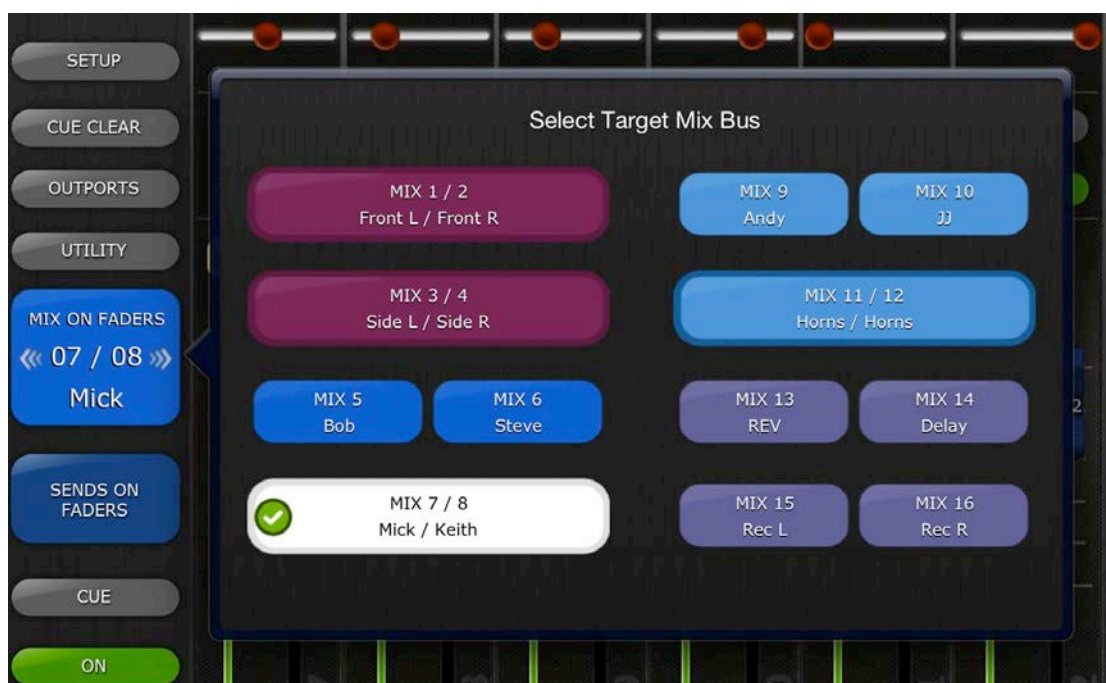 SETUP
CUE CLEAR
OUTPORTS
UTILITY
MIX ON FADERS
07 / 08
Mick
SENDS ON
FADERS
CUE
ON
Select Target Mix Bus
MIX 1 / 2
Front L / Front R
MIX 3 / 4
Side L / Side R
MIX 5
Bob
MIX 6
Steve
MIX 7 / 8
Mick / Keith
MIX 9
Andy
MIX 10
JJ
MIX 11 / 12
Horns / Horns
MIX 13
REV
MIX 14
Delay
MIX 15
Rec L
MIX 16
Rec R
2